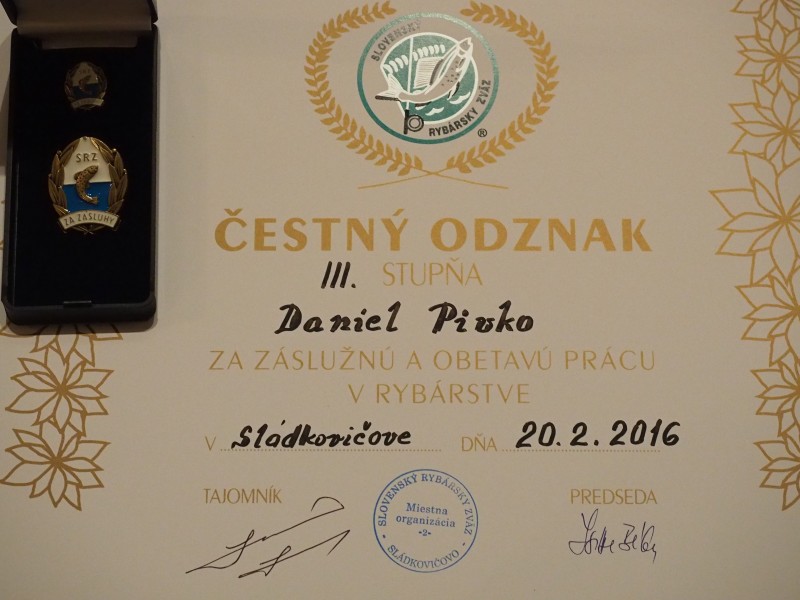 SLOVENSKÝ
RYBÁRSKY ZVÄZ
®
SRZ
ZA ZÁSLUHY
ČESTNÝ ODZNAK
III. STUPŇA
Daniel Pivko
ZA ZÁSLUŽNÚ A OBETAVÚ PRÁCU
V RYBÁRSTVE
V Sládkovičove DŇA 20.2.2016
TAJOMNÍK PREDSEDA
SLOVENSKÝ RYBÁRSKY ZVÄZ
Miestna
organizácia
-2-
SLÁDKOVIČOVO